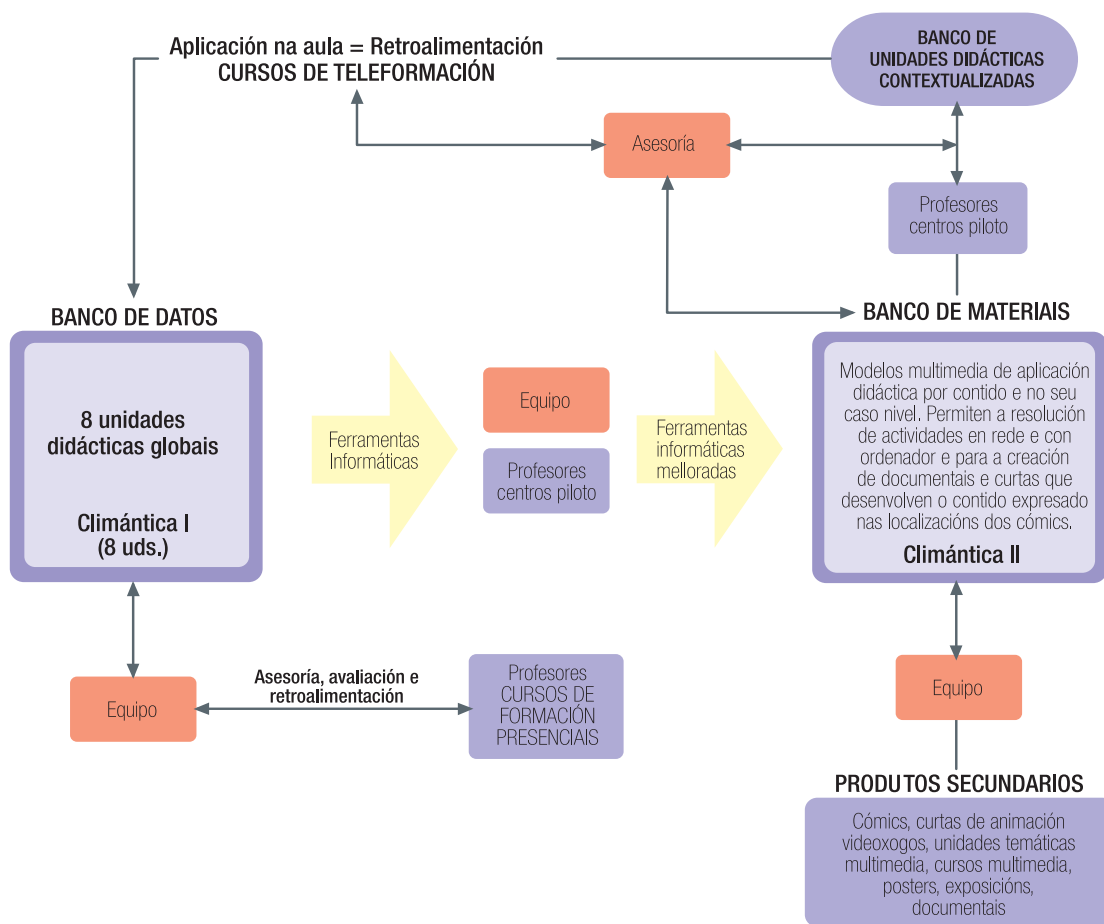 Aplicación na aula = Retroalimentación
CURSOS DE TELEFORMACIÓN
BANCO DE
UNIDADES DIDÁCTICAS
CONTEXTUALIZADAS
Asesoría
Profesores
centros piloto
BANCO DE DATOS
8 unidades
didácticas globais
Climántica I
(8 uds.)
Ferramentas
Informáticas
Equipo
Profesores
centros piloto
Ferramentas
informáticas
melloradas
BANCO DE MATERIAIS
Modelos multimedia de aplicación
didáctica por contido e no seu
caso nivel. Permiten a resolución
de actividades en rede e con
ordenador e para a creación
de documentais e curtas que
desenvolven o contido expresado
nas localizacións dos cómics.
Climántica II
Equipo
Asesoría, avaliación e
retroalimentación
Profesores
CURSOS DE
FORMACIÓN
PRESENCIAIS
Equipo
PRODUTOS SECUNDARIOS
Cómics, curtas de animación
videoxogos, unidades temáticas
multimedia, cursos multimedia,
posters, exposicións,
documentais